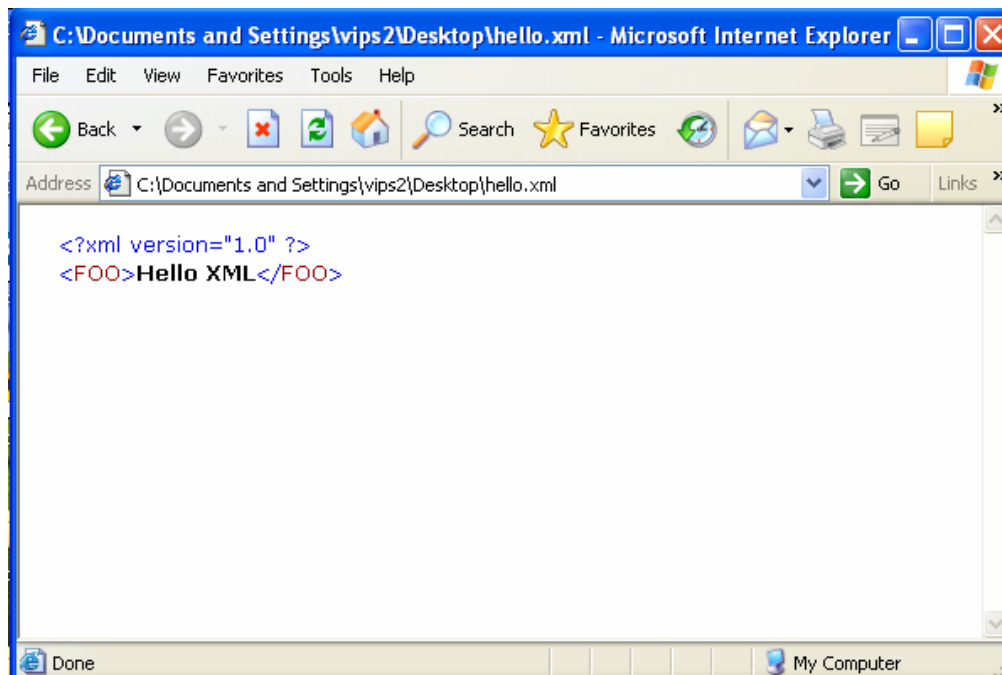 C:\Documents and Settings\vips2\Desktop\hello.xml - Microsoft Internet Explorer
File Edit View Favorites Tools Help
Back Search Favorites
Address C:\Documents and Settings\vips2\Desktop\hello.xml Go Links
<?xml version="1.0" ?>
<FOO>Hello XML</FOO>
Done My Computer